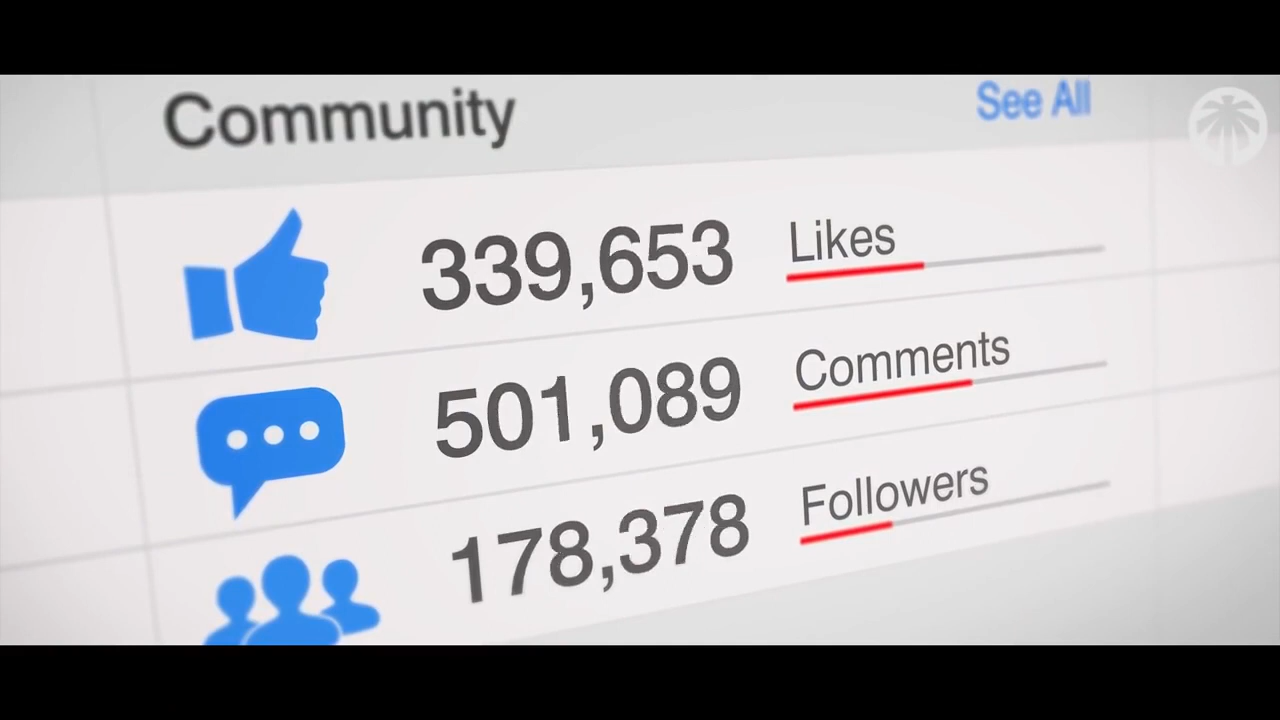 Community See All
339,653 Likes
501,089 Comments
178,378 Followers